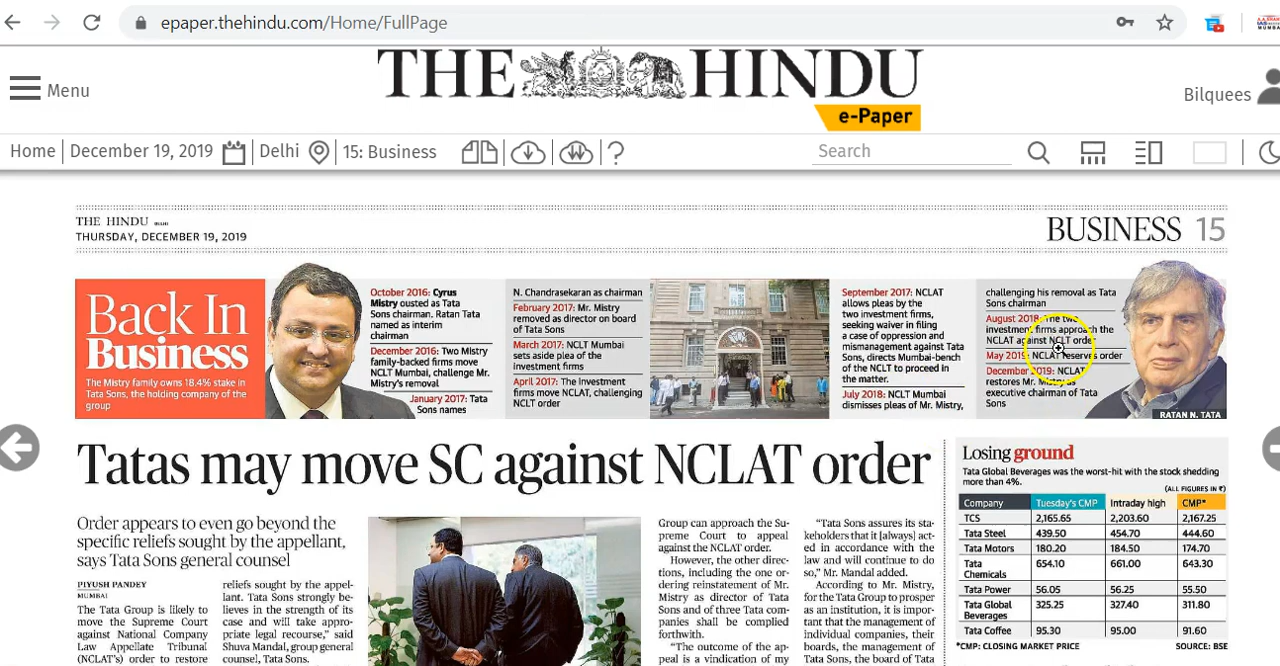 epaper.thehindu.com/Home/FullPage
Menu
THE HINDU
e-Paper
Bilquees
Home
December 19, 2019
Delhi
15: Business
?
Search
THE HINDU
THURSDAY, DECEMBER 19, 2019
BUSINESS 15
Back In
Business
The Mistry family owns 18.4% stake in
Tata Sons, the holding company of the
group
October 2016: Cyrus
Mistry ousted as Tata
Sons chairman. Ratan Tata
named as interim
chairman
December 2016: Two Mistry
family-backed firms move
NCLT Mumbai, challenge Mr.
Mistry's removal
January 2017: Tata
Sons names
N. Chandrasekaran as chairman
February 2017: Mr. Mistry
removed as director on board
of Tata Sons
March 2017: NCLT Mumbai
sets aside plea of the
investment firms
April 2017: The Investment
firms move NCLAT, challenging
NCLT order
September 2017: NCLAT
allows pleas by the
two investment firms,
seeking waiver in filing
a case of oppression and
mismanagement against Tata
Sons, directs Mumbai-bench
of the NCLT to proceed in
the matter.
July 2018: NCLT Mumbai
dismisses pleas of Mr. Mistry,
challenging his removal as Tata
Sons chairman
August 2018: The two
investment firms approach the
NCLAT against NCLT order
May 2019: NCLAT reserves order
December 2019: NCLAT
restores Mr. Mistry as
executive chairman of Tata
Sons
RATAN N. TATA
Tatas may move SC against NCLAT order
Order appears to even go beyond the
specific reliefs sought by the appellant,
says Tata Sons general counsel
PIYUSH PANDEY
MUMBAI
The Tata Group is likely to
move the Supreme Court
against National Company
Law Appellate Tribunal
(NCLAT's) order to restore
reliefs sought by the appel-
lant. Tata Sons strongly be-
lieves in the strength of its
case and will take appro-
priate legal recourse," said
Shuva Mandal, group general
counsel, Tata Sons.
Group can approach the Su-
preme Court to appeal
against the NCLAT order.
However, the other direc-
tions, including the one or-
dering reinstatement of Mr.
Mistry as director of Tata
Sons and of three Tata com-
panies shall be complied
forthwith.
"The outcome of the ap-
peal is a vindication of my
"Tata Sons assures its sta-
keholders that it [always] act-
ed in accordance with the
law and will continue to do
so," Mr. Mandal added.
According to Mr. Mistry,
for the Tata Group to prosper
as an institution, it is impor-
tant that the management of
individual companies, their
boards, the management of
Tata Sons, the board of Tata
Losing ground
Tata Global Beverages was the worst-hit with the stock shedding
more than 4%.
(ALL FIGURES IN ₹)
Company Tuesday's CMP Intraday high CMP*
TCS 2,165.65 2,203.60 2,167.25
Tata Steel 439.50 454.70 444.60
Tata Motors 180.20 184.50 174.70
Tata
Chemicals 654.10 661.00 643.30
Tata Power 56.05 56.25 55.50
Tata Global
Beverages 325.25 327.40 311.80
Tata Coffee 95.30 95.00 91.60
*CMP: CLOSING MARKET PRICE SOURCE: BSE